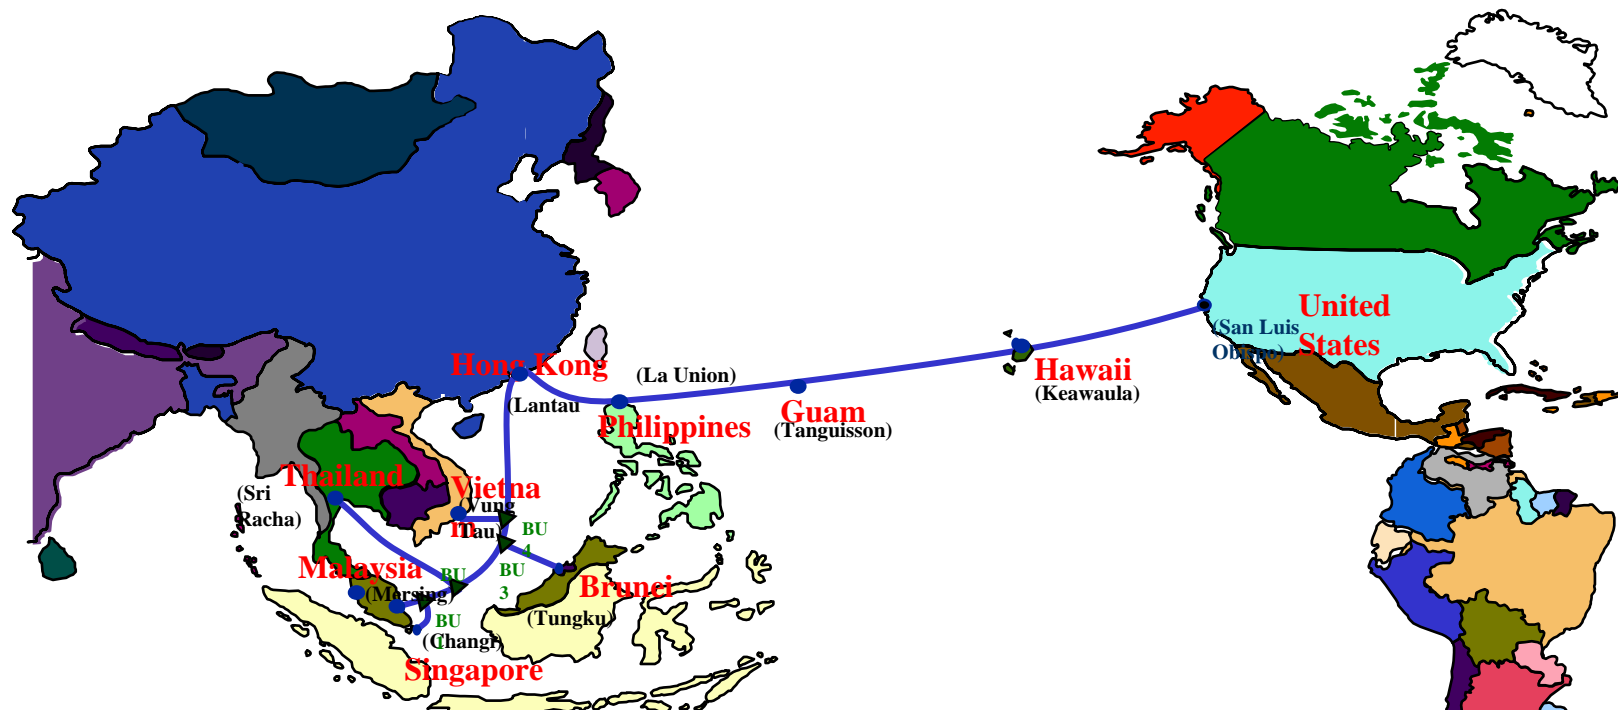 United
States
(San Luis
Obispo)
Hawaii
(Keawaula)
Hong Kong
(Lantau
(La Union)
Philippines
Guam
(Tanguisson)
Thailand
(Sri
Racha)
Vietna
m
(Vung
Tau)
BU
4
BU
3
BU
Brunei
(Tungku)
Malaysia
(Mersing)
BU
1
(Changi)
Singapore